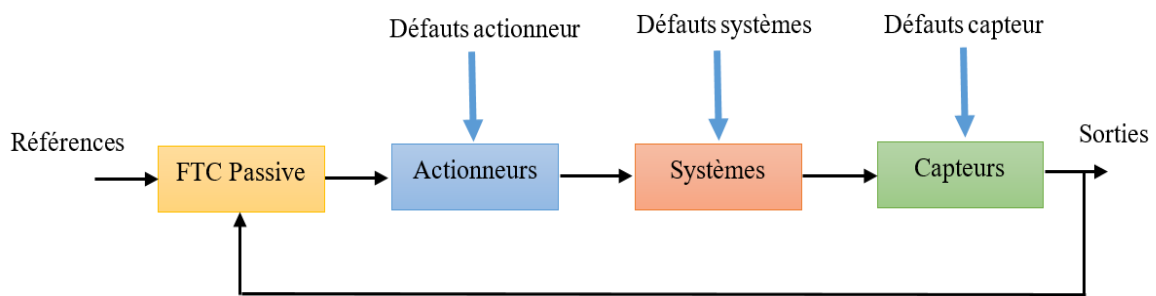 Défauts actionneur
Défauts systèmes
Défauts capteur
Références
FTC Passive
Actionneurs
Systèmes
Capteurs
Sorties